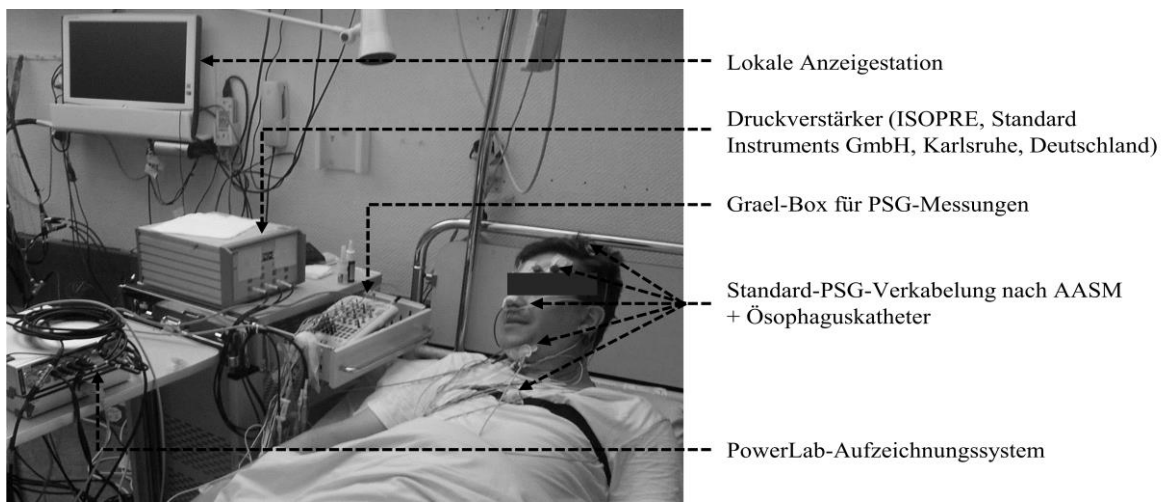 Lokale Anzeigestation
Druckverstärker (ISOPRE, Standard
Instruments GmbH, Karlsruhe, Deutschland)
Grael-Box für PSG-Messungen
Standard-PSG-Verkabelung nach AASM
+ Ösophaguskatheter
PowerLab-Aufzeichnungssystem